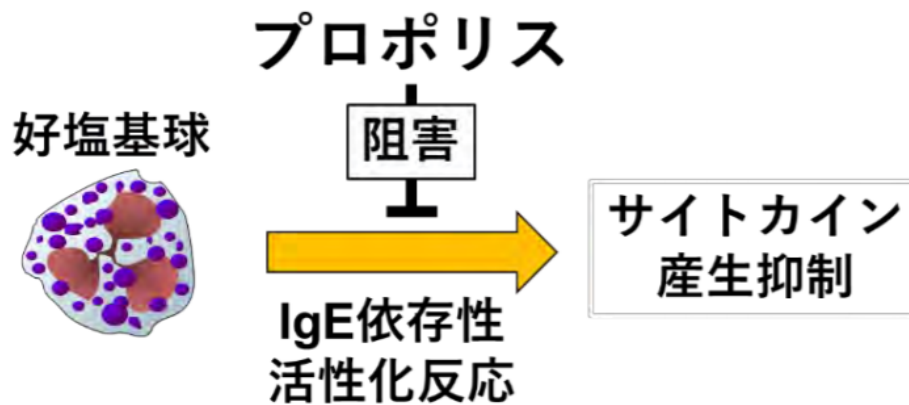 プロポリス
阻害
好塩基球
サイトカイン
産生抑制
IgE依存性
活性化反応